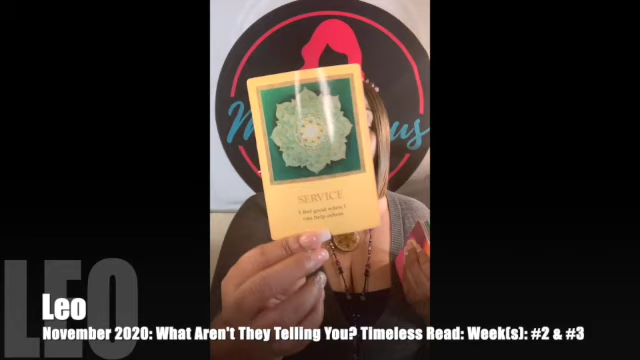 SERVICE
I feel good when I
can help others
LEO
Leo
November 2020: What Aren't They Telling You? Timeless Read: Week(s): #2 & #3